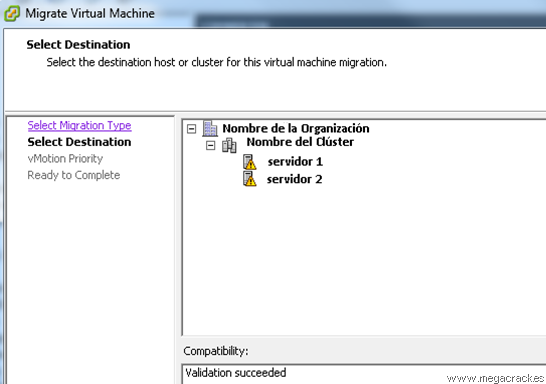 Migrate Virtual Machine
Select Destination
Select the destination host or cluster for this virtual machine migration.
Select Migration Type
Select Destination
vMotion Priority
Ready to Complete
Nombre de la Organización
Nombre del Clúster
servidor 1
servidor 2
Compatibility:
Validation succeeded
www.megacrack.es